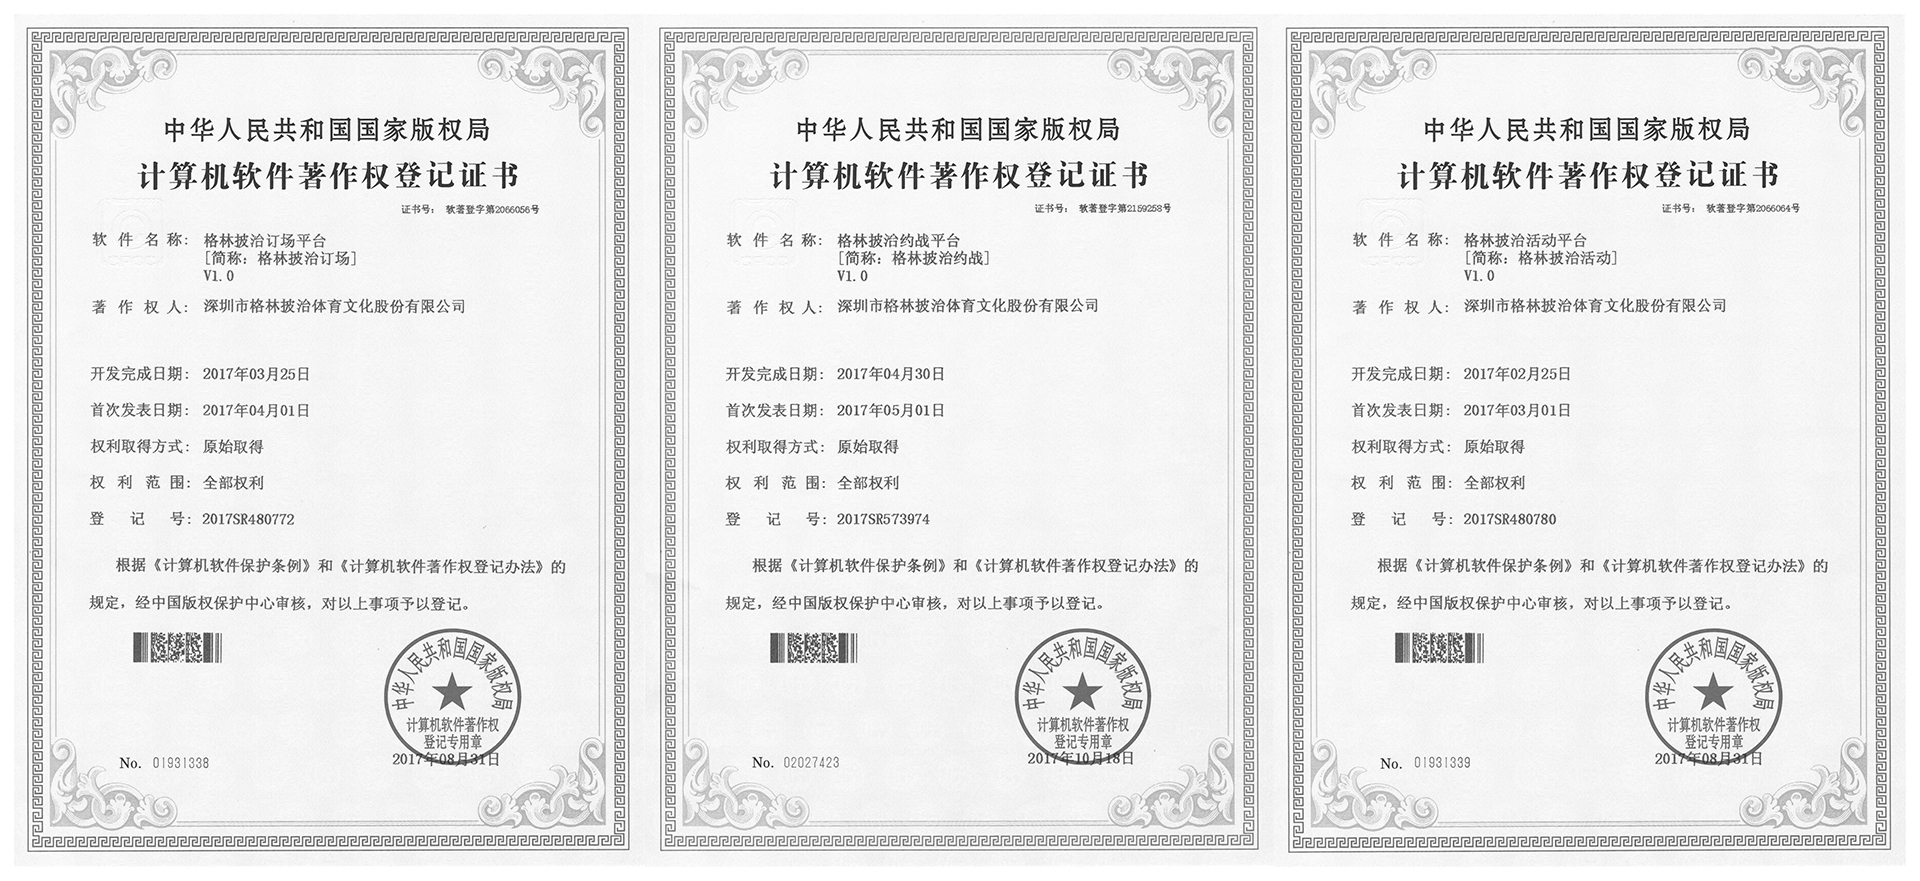 中华人民共和国国家版权局
计算机软件著作权登记证书
证书号： 软著登字第2066056号
软件名称： 格林披治订场平台
[简称：格林披治订场]
V1.0
著作权人： 深圳市格林披治体育文化股份有限公司
开发完成日期： 2017年03月25日
首次发表日期： 2017年04月01日
权利取得方式： 原始取得
权利范围： 全部权利
登记号： 2017SR480772
根据《计算机软件保护条例》和《计算机软件著作权登记办法》的
规定，经中国版权保护中心审核，对以上事项予以登记。
中华人民共和国国家版权局
计算机软件著作权
登记专用章
2017年08月31日
No. 01931338
中华人民共和国国家版权局
计算机软件著作权登记证书
证书号： 软著登字第2159258号
软件名称： 格林披治约战平台
[简称：格林披治约战]
V1.0
著作权人： 深圳市格林披治体育文化股份有限公司
开发完成日期： 2017年04月30日
首次发表日期： 2017年05月01日
权利取得方式： 原始取得
权利范围： 全部权利
登记号： 2017SR573974
根据《计算机软件保护条例》和《计算机软件著作权登记办法》的
规定，经中国版权保护中心审核，对以上事项予以登记。
中华人民共和国国家版权局
计算机软件著作权
登记专用章
2017年10月18日
No. 02027423
中华人民共和国国家版权局
计算机软件著作权登记证书
证书号： 软著登字第2066064号
软件名称： 格林披治活动平台
[简称：格林披治活动]
V1.0
著作权人： 深圳市格林披治体育文化股份有限公司
开发完成日期： 2017年02月25日
首次发表日期： 2017年03月01日
权利取得方式： 原始取得
权利范围： 全部权利
登记号： 2017SR480780
根据《计算机软件保护条例》和《计算机软件著作权登记办法》的
规定，经中国版权保护中心审核，对以上事项予以登记。
中华人民共和国国家版权局
计算机软件著作权
登记专用章
2017年08月31日
No. 01931339